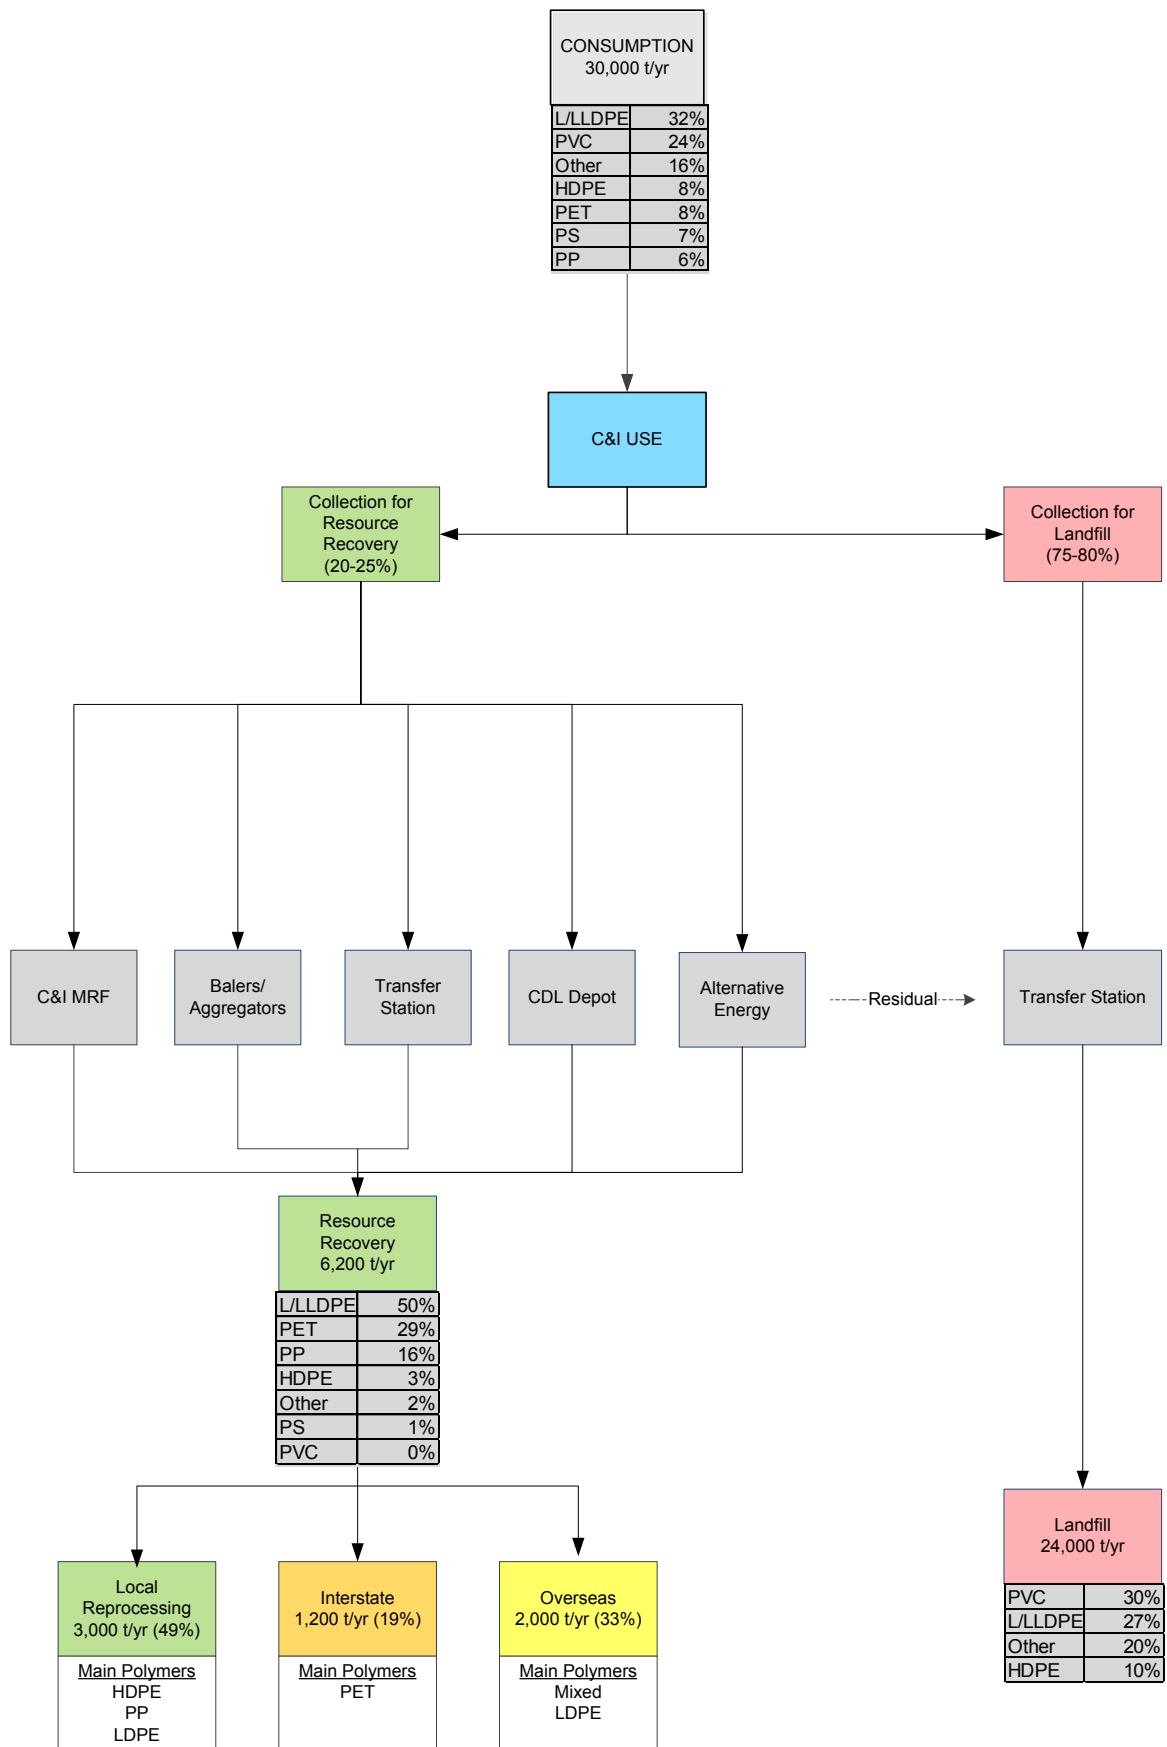 CONSUMPTION
30,000 t/yr
L/LLDPE 32%
PVC 24%
Other 16%
HDPE 8%
PET 8%
PS 7%
PP 6%
C&I USE
Collection for
Resource
Recovery
(20-25%)
Collection for
Landfill
(75-80%)
C&I MRF
Balers/
Aggregators
Transfer
Station
CDL Depot
Alternative
Energy
Residual
Transfer Station
Resource
Recovery
6,200 t/yr
L/LLDPE 50%
PET 29%
PP 16%
HDPE 3%
Other 2%
PS 1%
PVC 0%
Local
Reprocessing
3,000 t/yr (49%)
Main Polymers
HDPE
PP
LDPE
Interstate
1,200 t/yr (19%)
Main Polymers
PET
Overseas
2,000 t/yr (33%)
Main Polymers
Mixed
LDPE
Landfill
24,000 t/yr
PVC 30%
L/LLDPE 27%
Other 20%
HDPE 10%